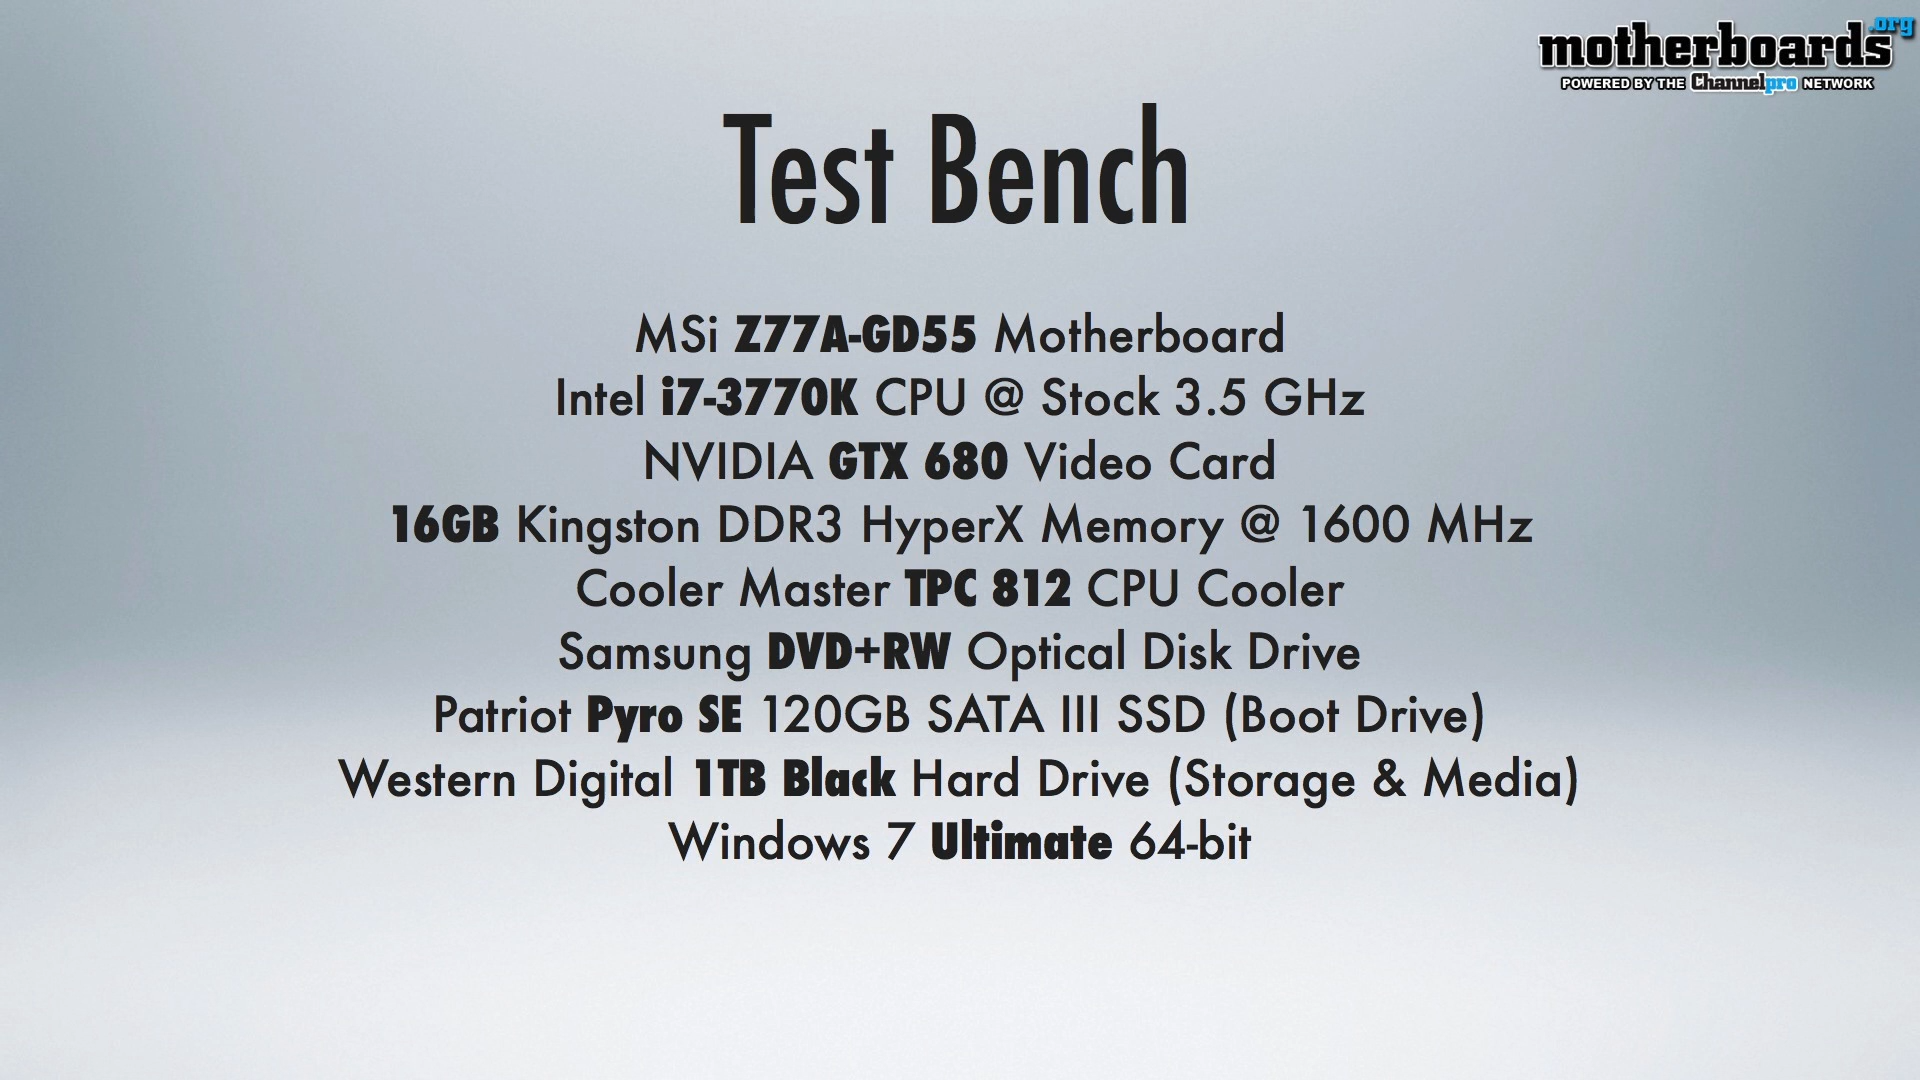 motherboards.org
POWERED BY THE Channelpro NETWORK
Test Bench
MSi Z77A-GD55 Motherboard
Intel i7-3770K CPU @ Stock 3.5 GHz
NVIDIA GTX 680 Video Card
16GB Kingston DDR3 HyperX Memory @ 1600 MHz
Cooler Master TPC 812 CPU Cooler
Samsung DVD+RW Optical Disk Drive
Patriot Pyro SE 120GB SATA III SSD (Boot Drive)
Western Digital 1TB Black Hard Drive (Storage & Media)
Windows 7 Ultimate 64-bit